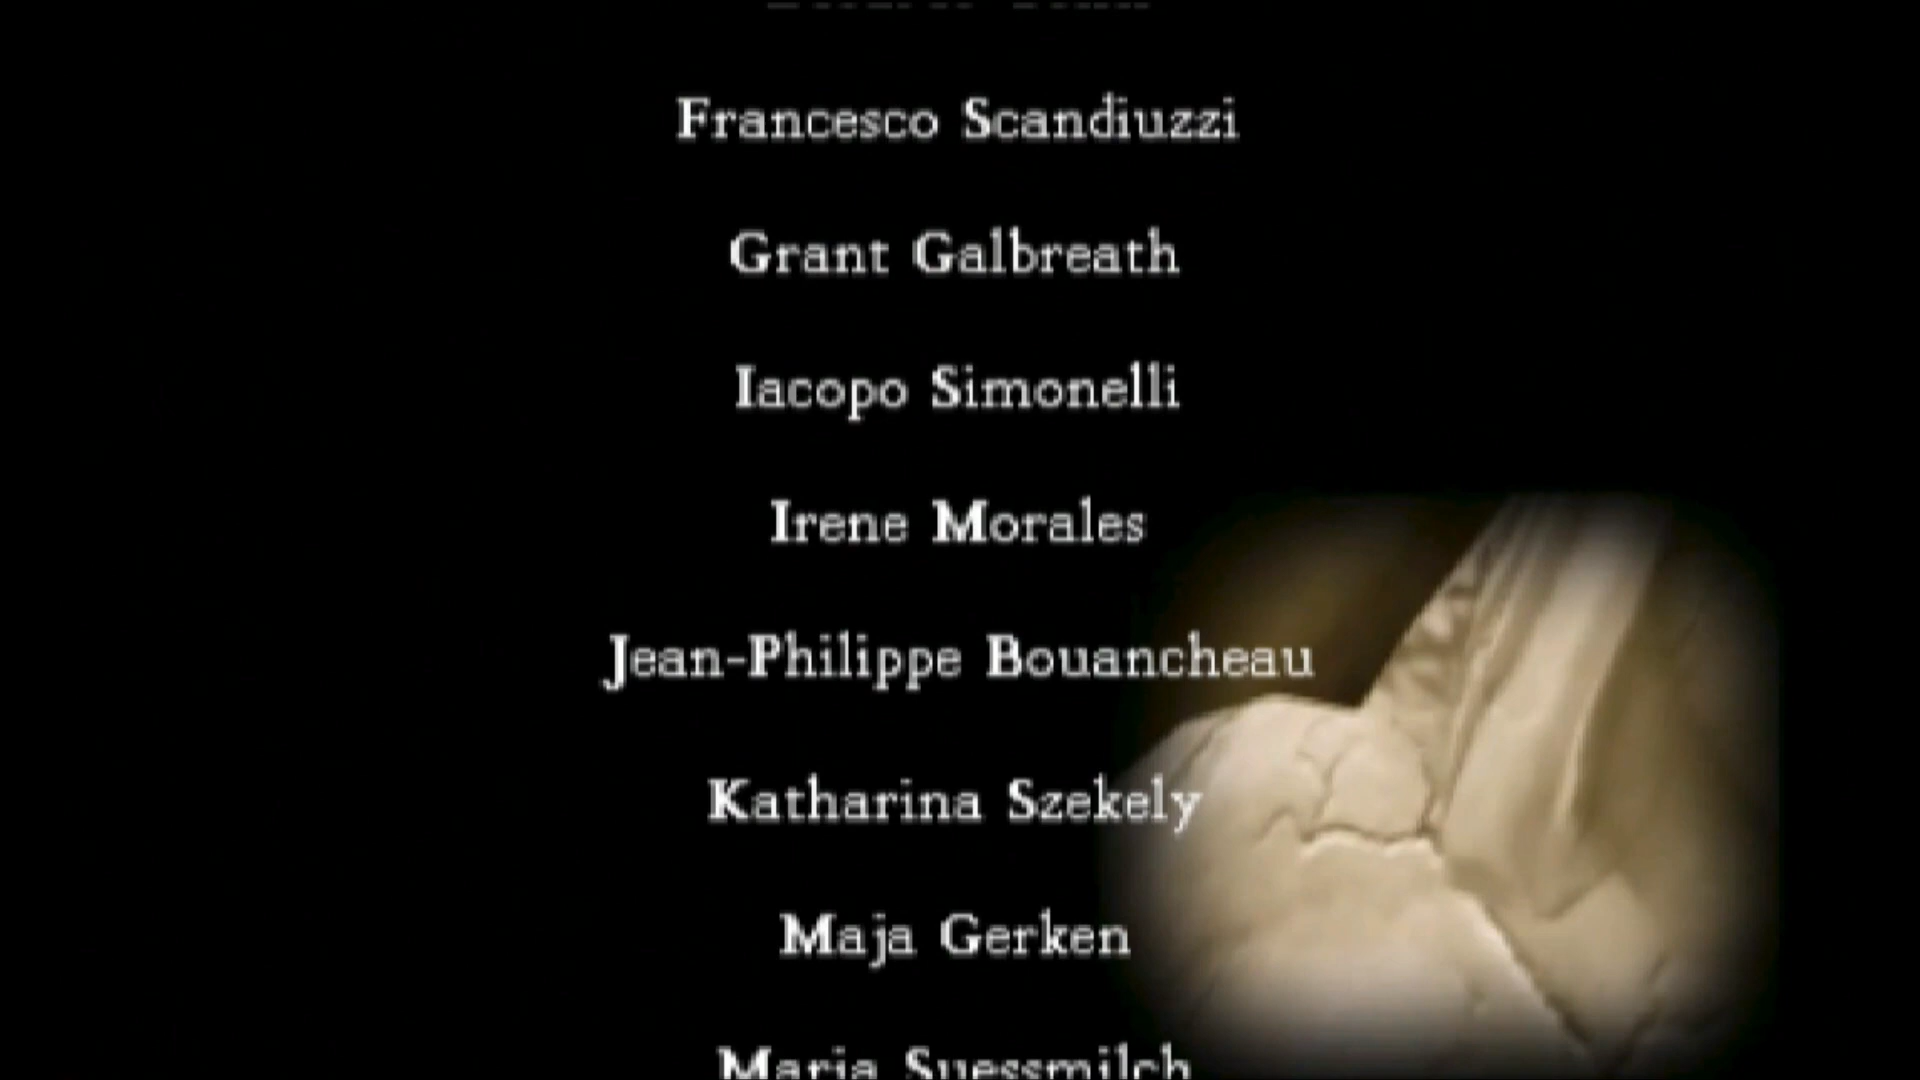 Francesco Scandiuzzi
Grant Galbreath
Iacopo Simonelli
Irene Morales
Jean-Philippe Bouancheau
Katharina Szekely
Maja Gerken
Maria Suessmilch